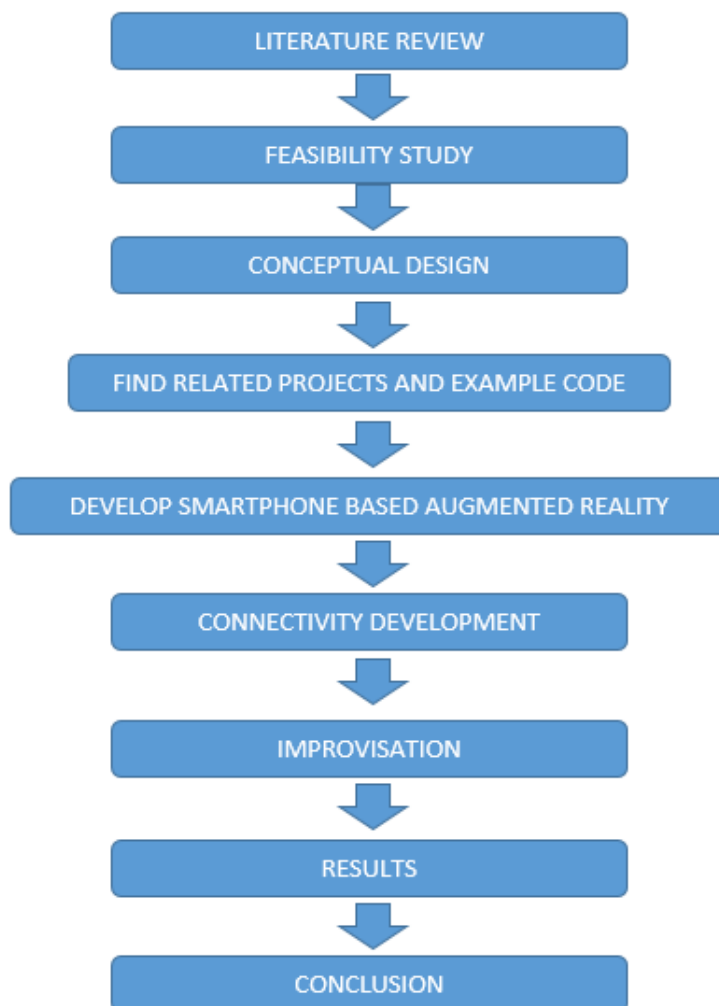 LITERATURE REVIEW
FEASIBILITY STUDY
CONCEPTUAL DESIGN
FIND RELATED PROJECTS AND EXAMPLE CODE
DEVELOP SMARTPHONE BASED AUGMENTED REALITY
CONNECTIVITY DEVELOPMENT
IMPROVISATION
RESULTS
CONCLUSION